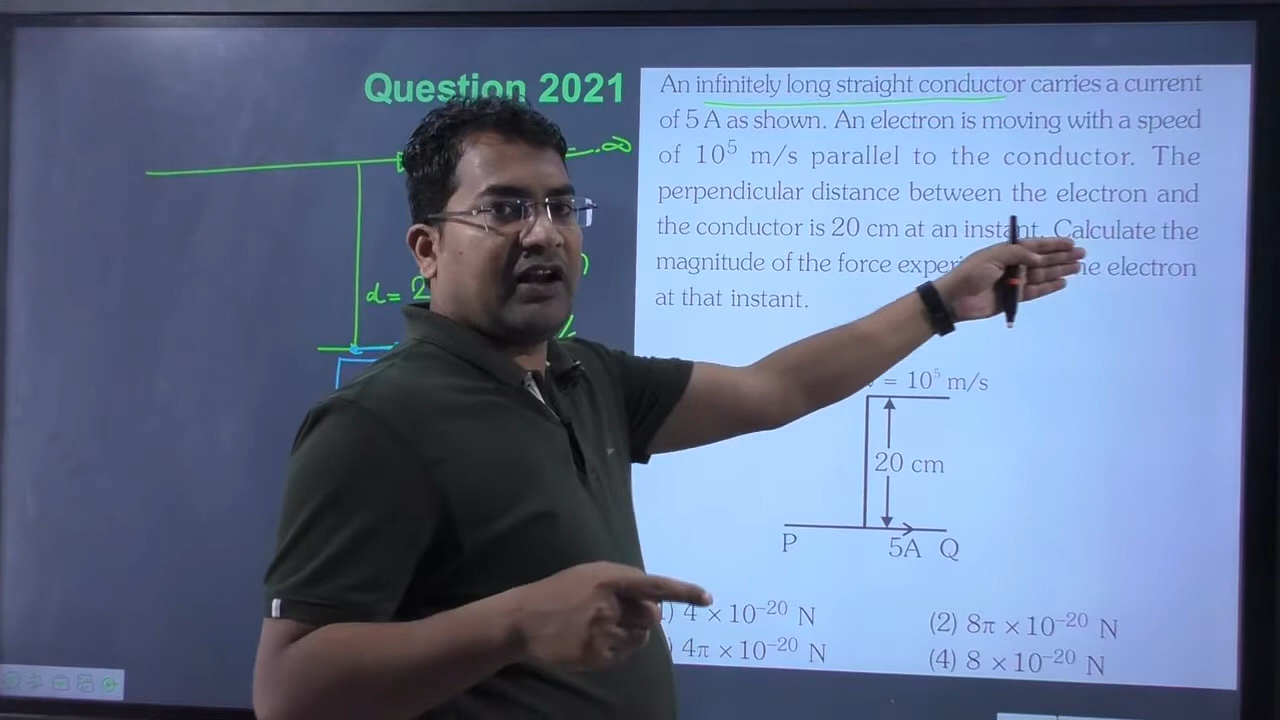 Question 2021
∞
d = 2
An infinitely long straight conductor carries a current
of 5 A as shown. An electron is moving with a speed
of 10⁵ m/s parallel to the conductor. The
perpendicular distance between the electron and
the conductor is 20 cm at an instant. Calculate the
magnitude of the force electron
at that instant.
= 10⁵ m/s
20 cm
P 5A Q
) 4 × 10⁻²⁰ N (2) 8π × 10⁻²⁰ N
) 4π × 10⁻²⁰ N (4) 8 × 10⁻²⁰ N